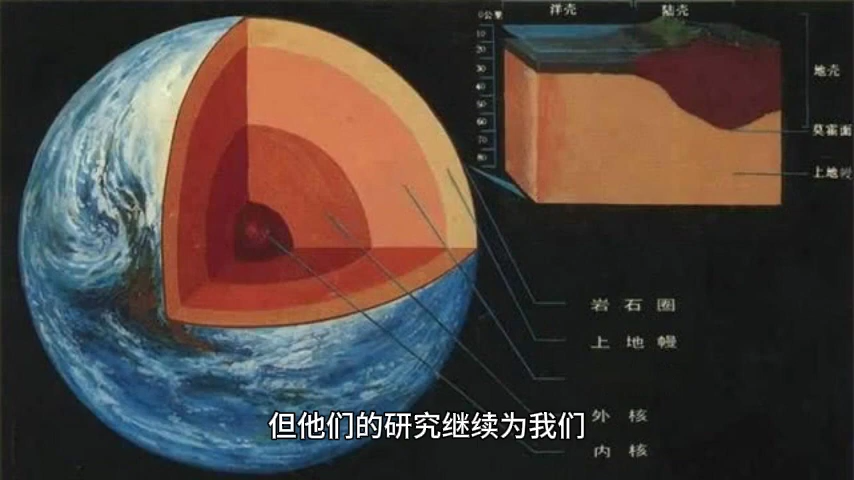 0公里
洋壳
陆壳
10
20
30
40
50
60
70
80
地壳
莫霍面
上地幔
岩石圈
上地幔
外核
内核
但他们的研究继续为我们